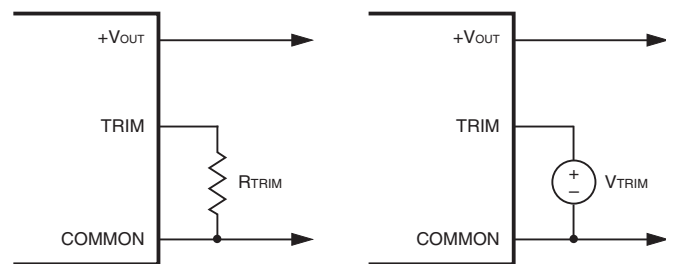 +VOUT
TRIM
RTRIM
COMMON
+VOUT
TRIM
+
–
VTRIM
COMMON